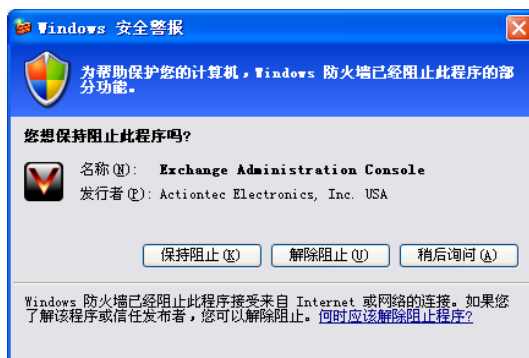 Windows 安全警报
为帮助保护您的计算机，Windows 防火墙已经阻止此程序的部
分功能。
您想保持阻止此程序吗?
名称(N): Exchange Administration Console
发行者(P): Actiontec Electronics, Inc. USA
保持阻止(K) 解除阻止(U) 稍后询问(A)
Windows 防火墙已经阻止此程序接受来自 Internet 或网络的连接。如果您
了解该程序或信任发布者，您可以解除阻止。何时应该解除阻止程序?